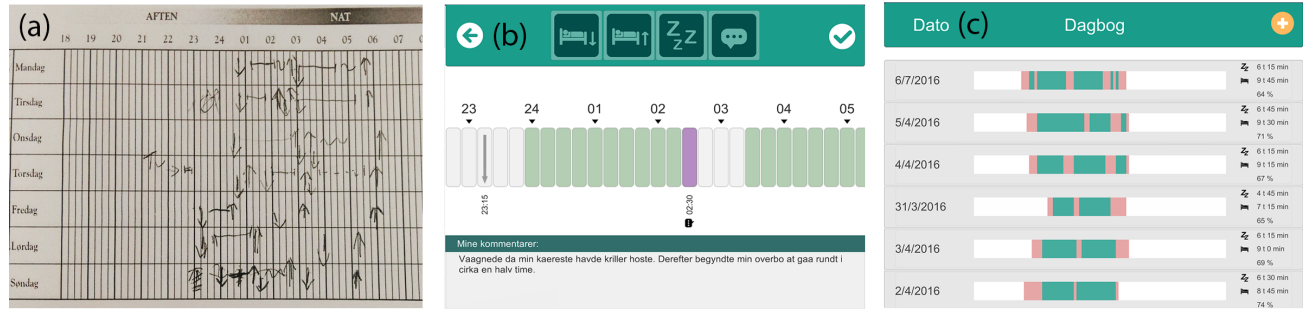 (a)
AFTEN NAT
18 19 20 21 22 23 24 01 02 03 04 05 06 07
Mandag
Tirsdag
Onsdag
Torsdag
Fredag
Lørdag
Søndag
(b)
ZZZ
23 24 01 02 03 04 05
23:15 02:30
Mine kommentarer:
Vaagnede da min kaereste havde kriller hoste. Derefter begyndte min overbo at gaa rundt i
cirka en halv time.
Dato (c) Dagbog
6/7/2016
6 t 15 min
9 t 45 min
64 %
5/4/2016
6 t 45 min
9 t 30 min
71 %
4/4/2016
6 t 15 min
9 t 15 min
67 %
31/3/2016
4 t 45 min
7 t 15 min
65 %
3/4/2016
6 t 15 min
9 t 0 min
69 %
2/4/2016
6 t 30 min
8 t 45 min
74 %